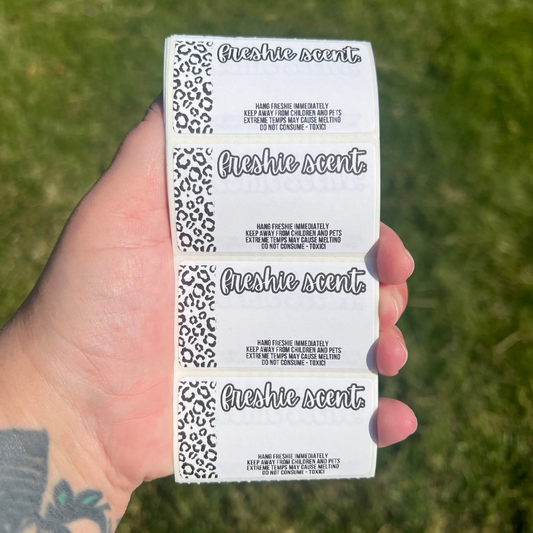 freshie scent:
HANG FRESHIE IMMEDIATELY
KEEP AWAY FROM CHILDREN AND PETS
EXTREME TEMPS MAY CAUSE MELTING
DO NOT CONSUME - TOXIC!
freshie scent:
HANG FRESHIE IMMEDIATELY
KEEP AWAY FROM CHILDREN AND PETS
EXTREME TEMPS MAY CAUSE MELTING
DO NOT CONSUME - TOXIC!
freshie scent:
HANG FRESHIE IMMEDIATELY
KEEP AWAY FROM CHILDREN AND PETS
EXTREME TEMPS MAY CAUSE MELTING
DO NOT CONSUME - TOXIC!
freshie scent:
HANG FRESHIE IMMEDIATELY
KEEP AWAY FROM CHILDREN AND PETS
EXTREME TEMPS MAY CAUSE MELTING
DO NOT CONSUME - TOXIC!